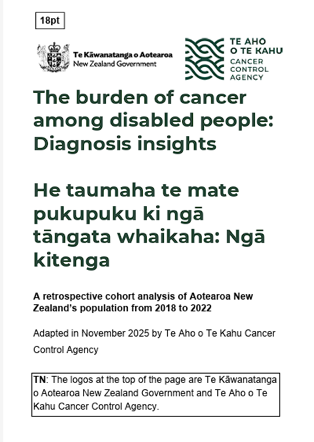 18pt
Te Kāwanatanga o Aotearoa
New Zealand Government
TE AHO
O TE KAHU
CANCER
CONTROL
AGENCY
The burden of cancer
among disabled people:
Diagnosis insights
He taumaha te mate
pukupuku ki ngā
tāngata whaikaha: Ngā
kitenga
A retrospective cohort analysis of Aotearoa New
Zealand’s population from 2018 to 2022
Adapted in November 2025 by Te Aho o Te Kahu Cancer
Control Agency
TN: The logos at the top of the page are Te Kāwanatanga
o Aotearoa New Zealand Government and Te Aho o Te
Kahu Cancer Control Agency.